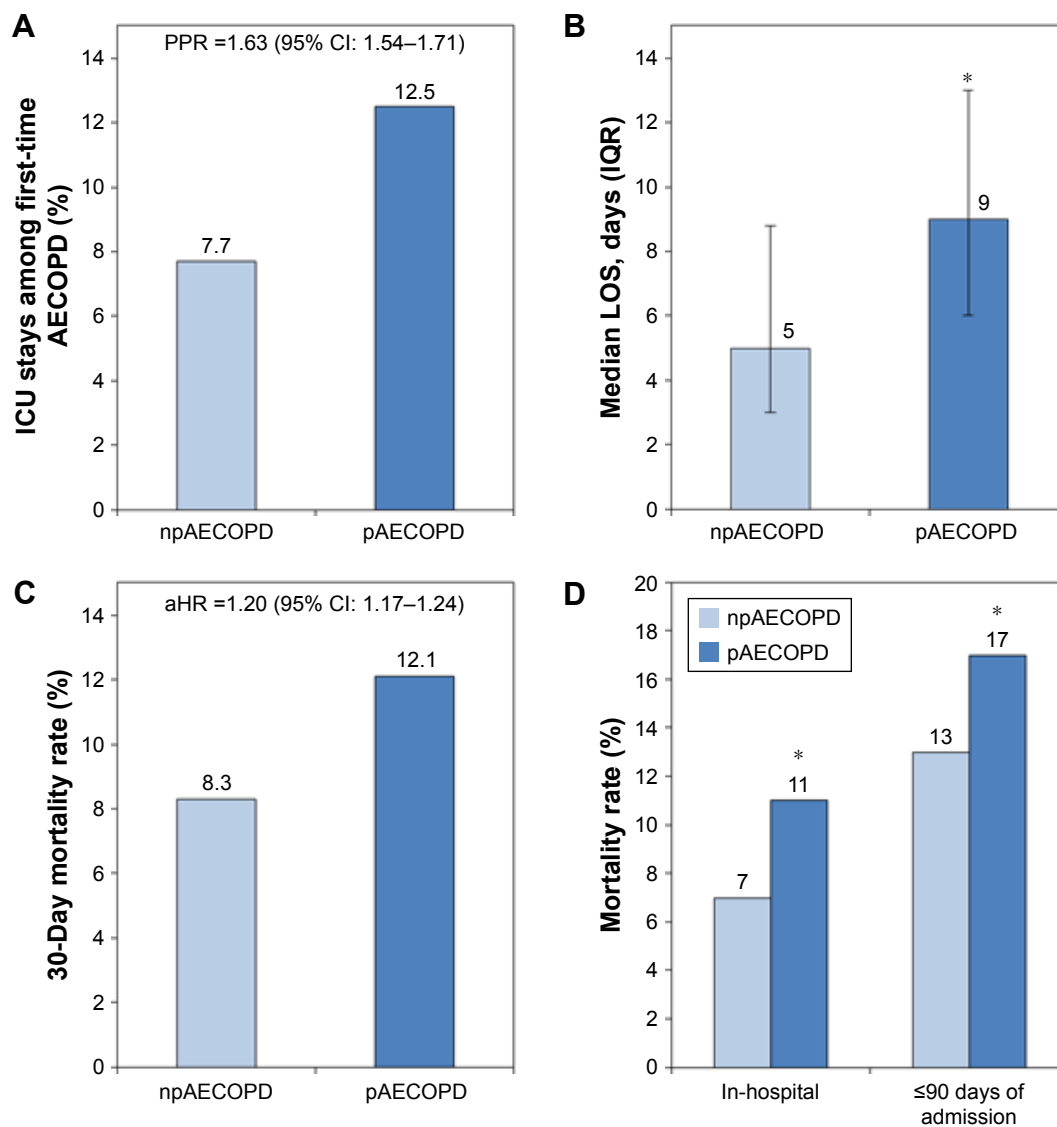 A
PPR =1.63 (95% CI: 1.54–1.71)
ICU stays among first-time
AECOPD (%)
14
12
10
8
6
4
2
0
7.7
12.5
npAECOPD
pAECOPD
B
Median LOS, days (IQR)
14
12
10
8
6
4
2
0
5
*
9
npAECOPD
pAECOPD
C
aHR =1.20 (95% CI: 1.17–1.24)
30-Day mortality rate (%)
14
12
10
8
6
4
2
0
8.3
12.1
npAECOPD
pAECOPD
D
Mortality rate (%)
20
18
16
14
12
10
8
6
4
2
0
npAECOPD
pAECOPD
7
*
11
13
*
17
In-hospital
≤90 days of
admission